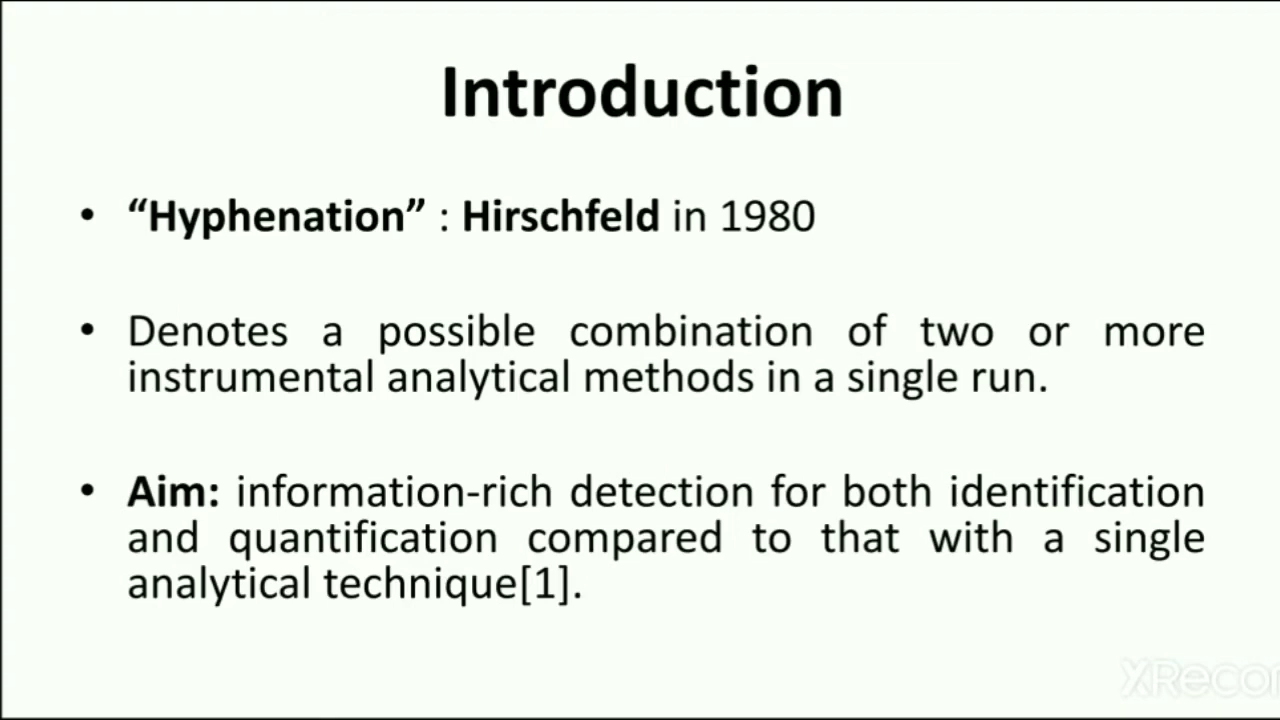 Introduction
• “Hyphenation” : Hirschfeld in 1980
• Denotes a possible combination of two or more
instrumental analytical methods in a single run.
• Aim: information-rich detection for both identification
and quantification compared to that with a single
analytical technique[1].
XRecor